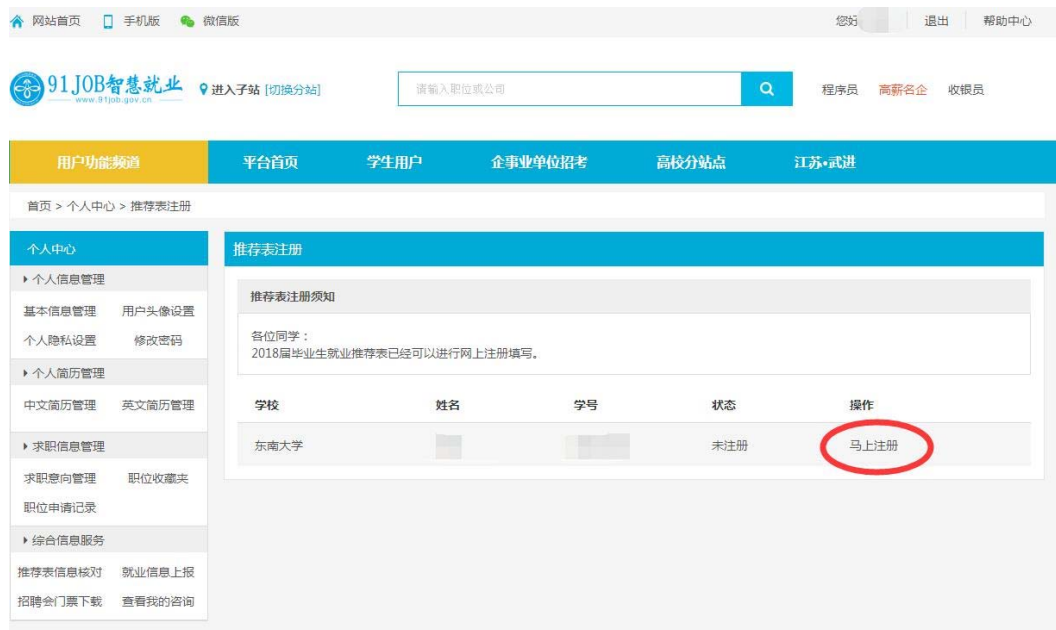 网站首页 手机版 微信版 您好 退出 帮助中心
91JOB智慧就业 进入子站 [切换分站] 请输入职位或公司 程序员 高薪名企 收银员
www.91job.gov.cn
用户功能频道 平台首页 学生用户 企事业单位招考 高校分站点 江苏·武进
首页 > 个人中心 > 推荐表注册
个人中心
个人信息管理
基本信息管理 用户头像设置
个人隐私设置 修改密码
个人简历管理
中文简历管理 英文简历管理
求职信息管理
求职意向管理 职位收藏夹
职位申请记录
综合信息服务
推荐表信息核对 就业信息上报
招聘会门票下载 查看我的咨询
推荐表注册
推荐表注册须知
各位同学：
2018届毕业生就业推荐表已经可以进行网上注册填写。
学校 姓名 学号 状态 操作
东南大学 未注册 马上注册